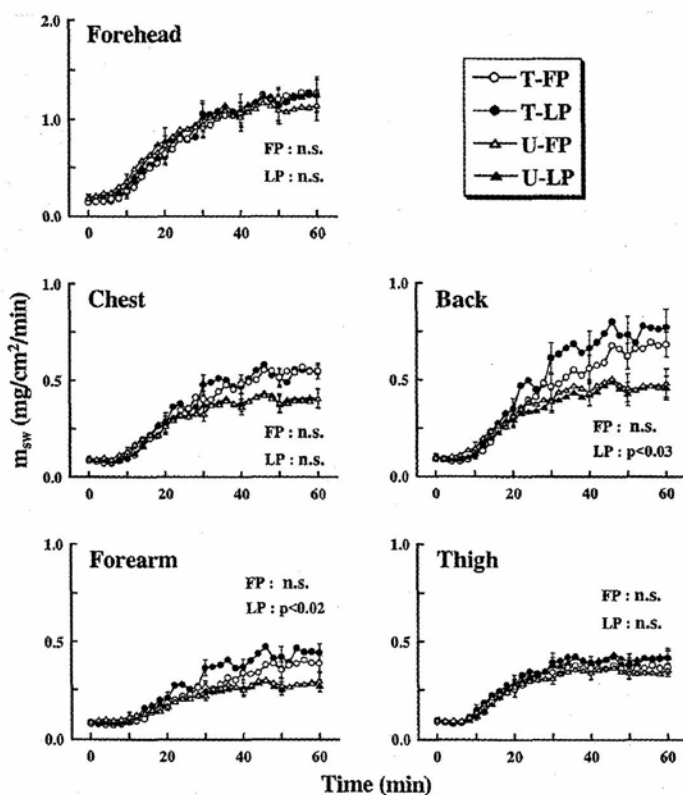 Forehead
2.0
1.0
0.0
FP : n.s.
LP : n.s.
0 20 40 60
T-FP
T-LP
U-FP
U-LP
Chest
1.0
0.5
0.0
FP : n.s.
LP : n.s.
0 20 40 60
Back
1.0
0.5
0.0
FP : n.s.
LP : p<0.03
0 20 40 60
Forearm
1.0
0.5
0.0
FP : n.s.
LP : p<0.02
0 20 40 60
Thigh
1.0
0.5
0.0
FP : n.s.
LP : n.s.
0 20 40 60
m_sw (mg/cm²/min)
Time (min)